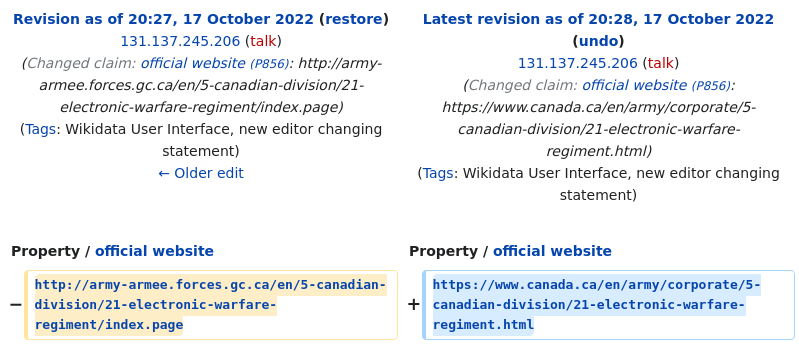 Revision as of 20:27, 17 October 2022 (restore)
131.137.245.206 (talk)
(Changed claim: official website (P856): http://army-
armee.forces.gc.ca/en/5-canadian-division/21-
electronic-warfare-regiment/index.page)
(Tags: Wikidata User Interface, new editor changing
statement)
← Older edit
Latest revision as of 20:28, 17 October 2022
(undo)
131.137.245.206 (talk)
(Changed claim: official website (P856):
https://www.canada.ca/en/army/corporate/5-
canadian-division/21-electronic-warfare-
regiment.html)
(Tags: Wikidata User Interface, new editor changing
statement)
Property / official website
− http://army-armee.forces.gc.ca/en/5-canadian-
division/21-electronic-warfare-
regiment/index.page
Property / official website
+ https://www.canada.ca/en/army/corporate/5-
canadian-division/21-electronic-warfare-
regiment.html